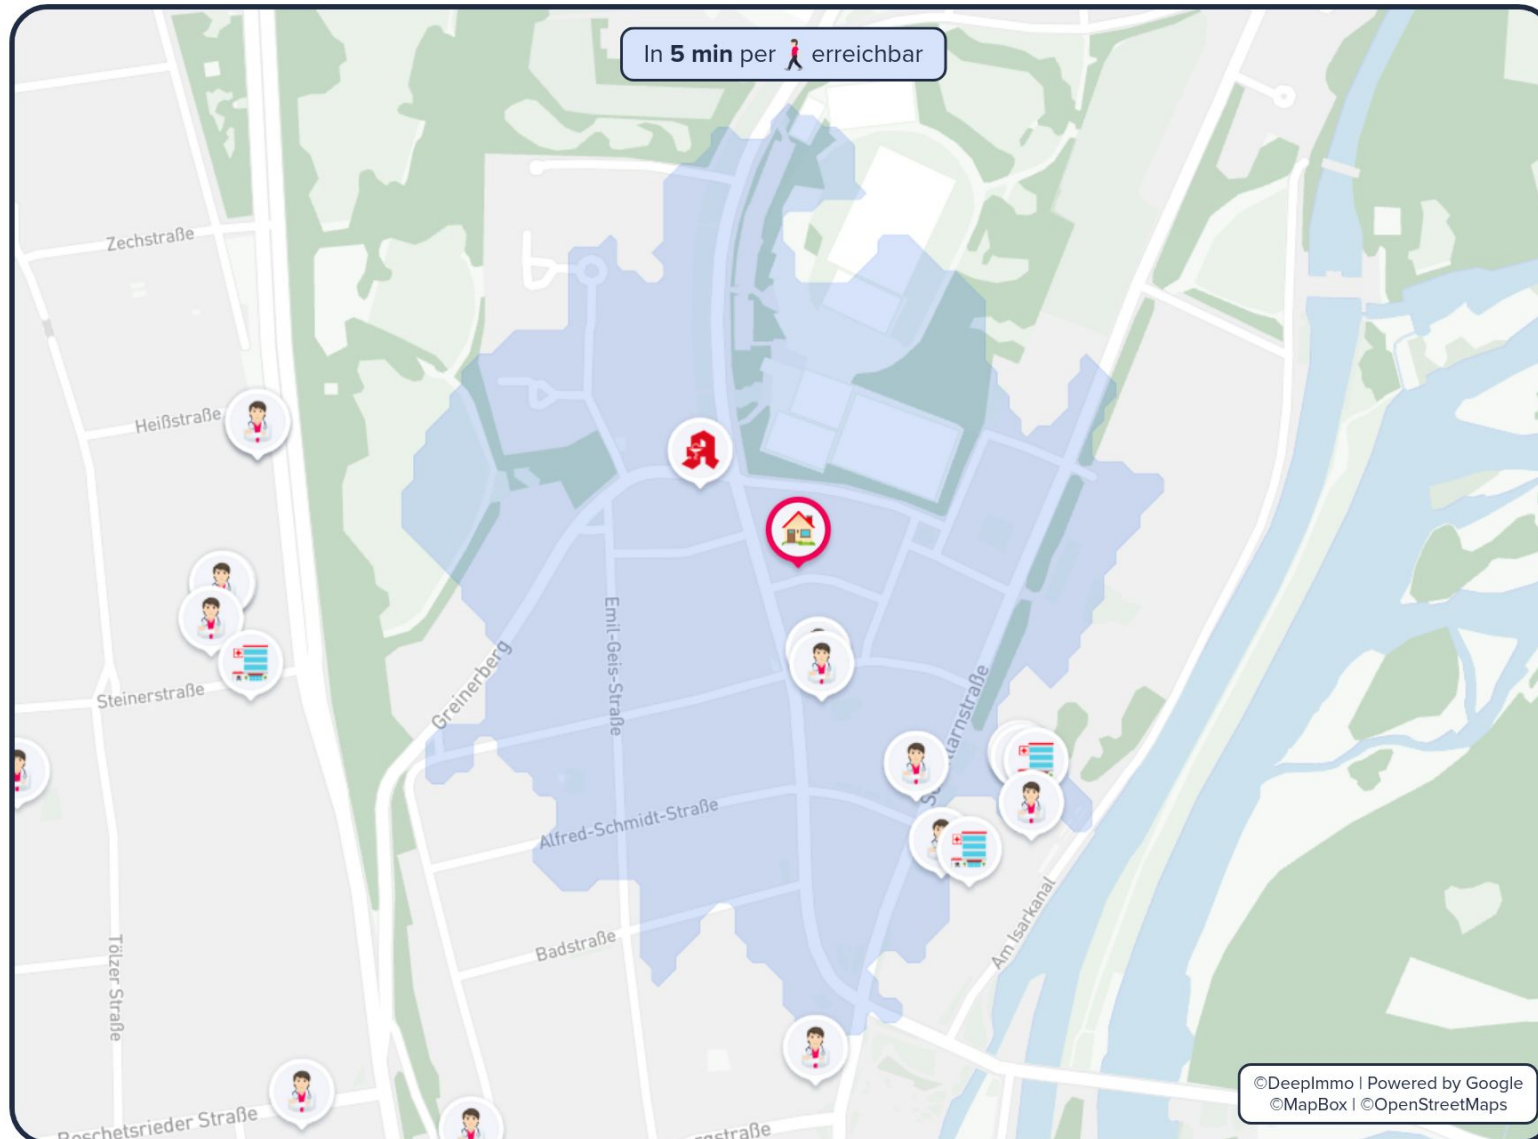 In 5 min per erreichbar
Zechstraße
Heißstraße
Emil-Geis-Straße
Greinerberg
Steinerstraße
Alfred-Schmidt-Straße
Am Isarkanal
Badstraße
Tölzer Straße
©DeepImmo | Powered by Google
©MapBox | ©OpenStreetMaps